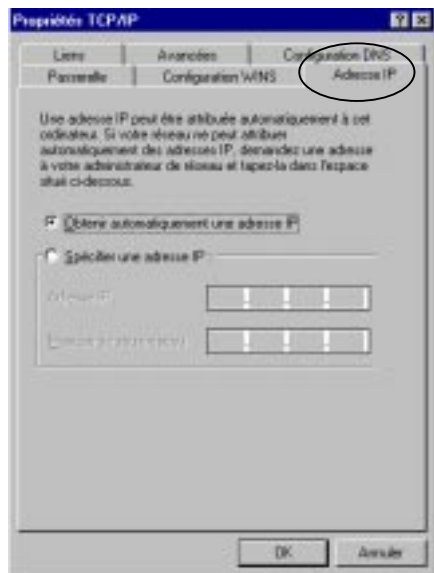 Propriétés TCP/IP
Liens Avancées Configuration DNS
Passerelle Configuration WINS Adresse IP
Une adresse IP peut être attribuée automatiquement à cet
ordinateur. Si votre réseau ne peut attribuer
automatiquement des adresses IP, demandez une adresse
à votre administrateur de réseau et tapez-la dans l'espace
situé ci-dessous.
Obtenir automatiquement une adresse IP
Spécifier une adresse IP :
Adresse IP :
OK Annuler